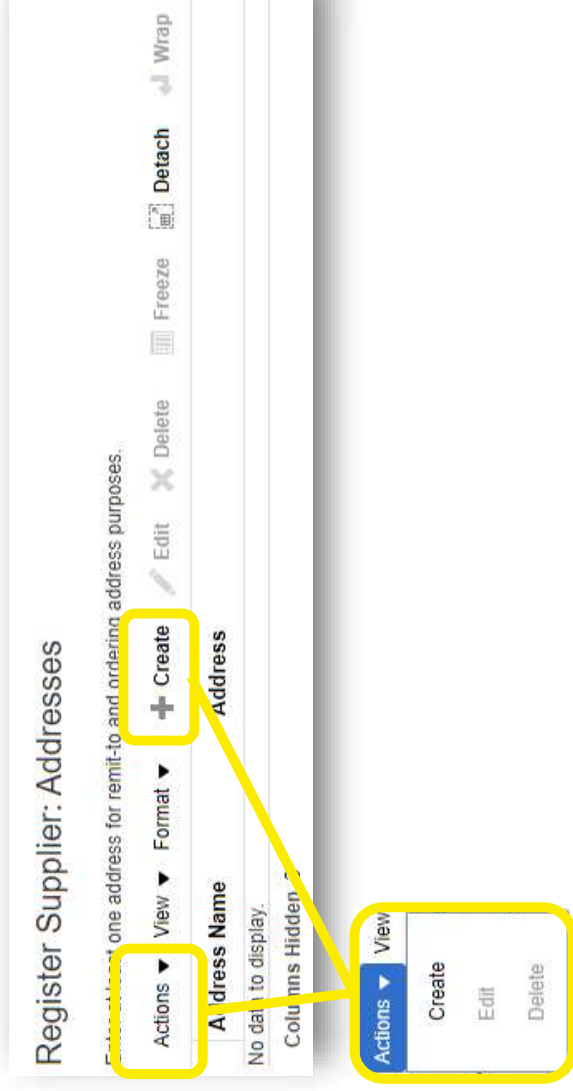 Register Supplier: Addresses
at least one address for remit-to and ordering address purposes.
Actions ▼ View ▼ Format ▼ Create Edit Delete Freeze Detach Wrap
Address Name Address
No data to display.
Columns Hidden
Actions ▼ View
Create
Edit
Delete